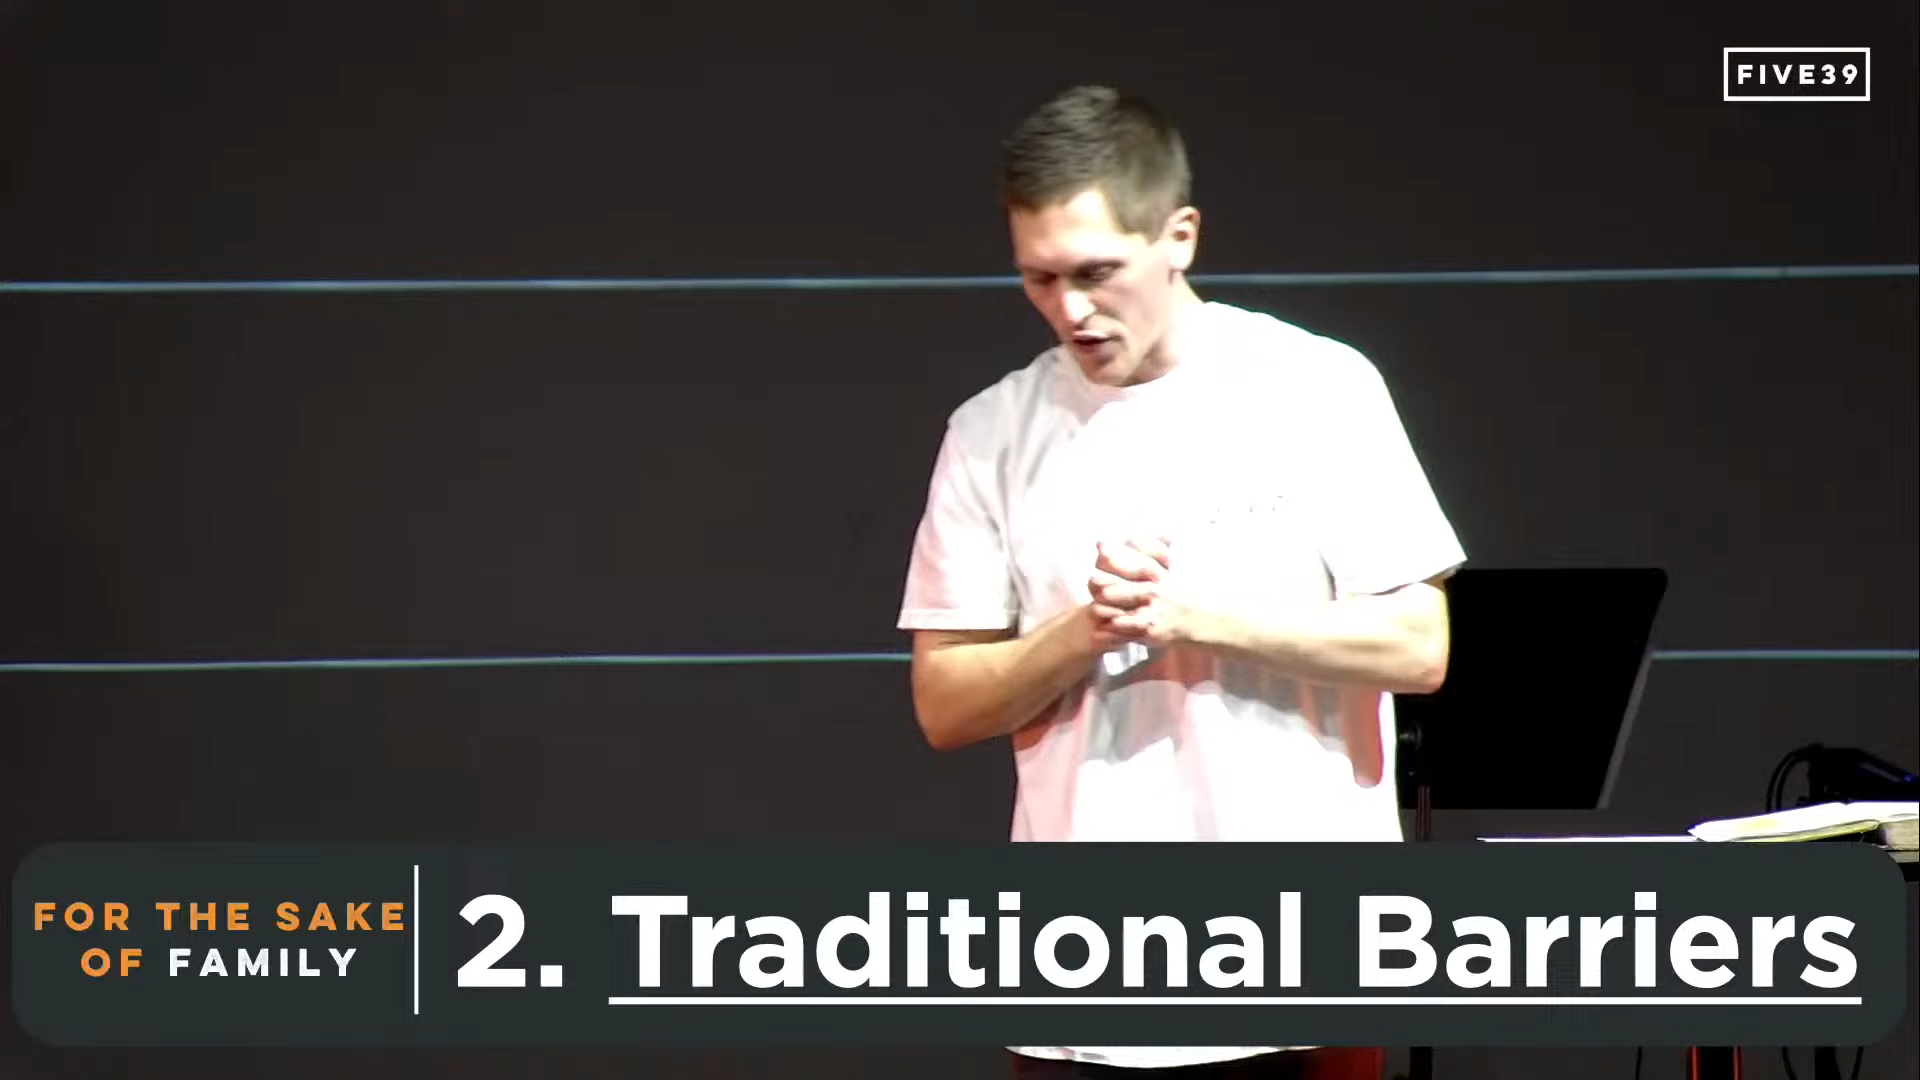 FIVE39
FOR THE SAKE
OF FAMILY
2. Traditional Barriers